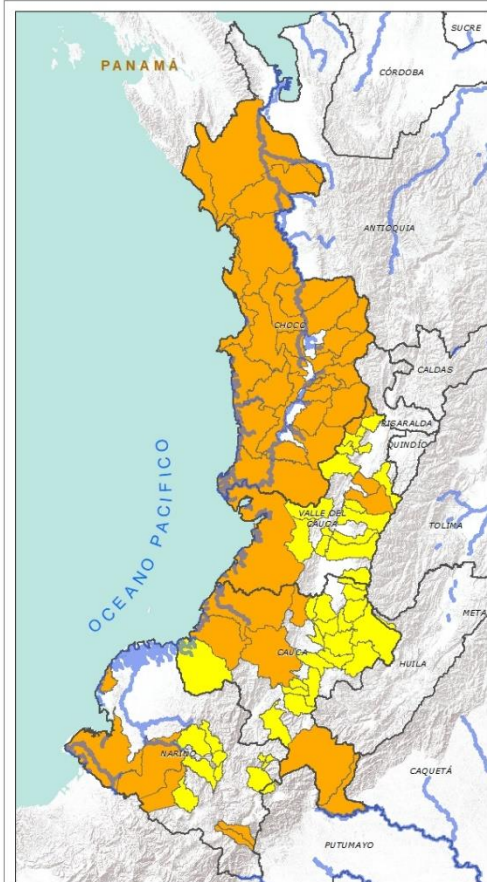 SUCRE
PANAMÁ
CÓRDOBA
ANTIOQUIA
CHOCÓ
CALDAS
RISARALDA
QUINDÍO
VALLE DEL
CAUCA
TOLIMA
OCEANO PACIFICO
META
CAUCA
HUILA
NARIÑO
CAQUETÁ
PUTUMAYO